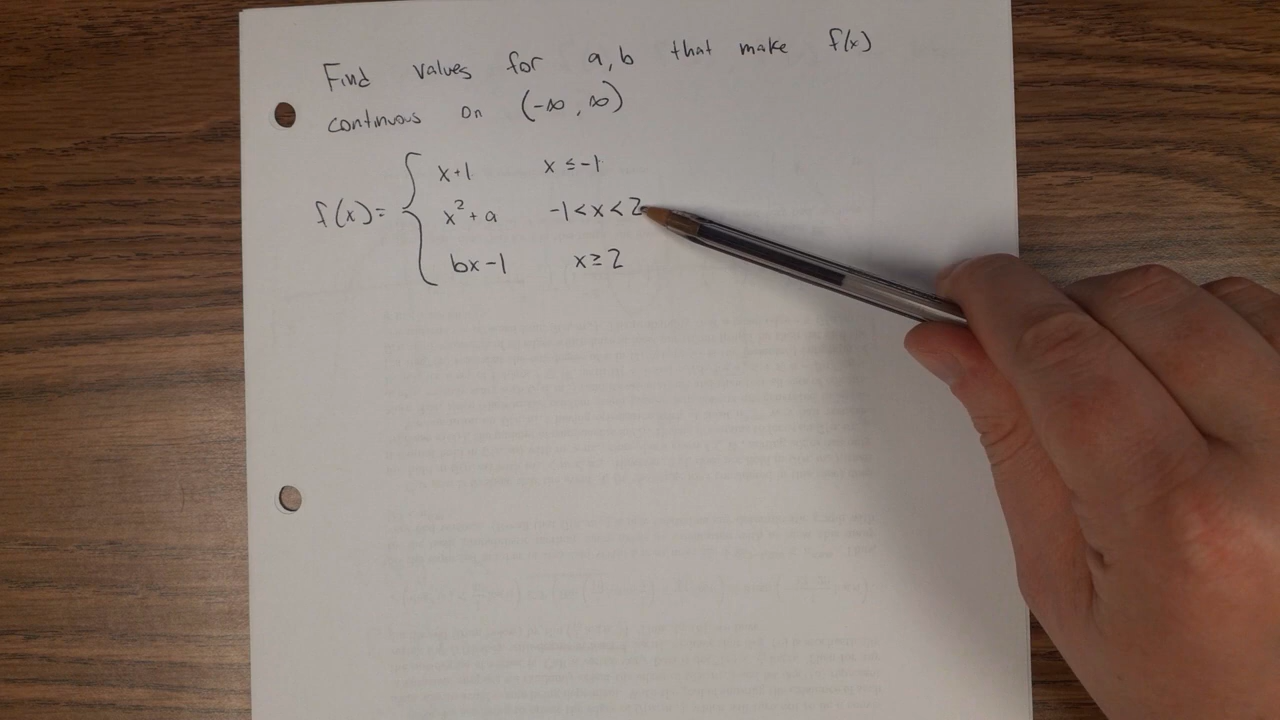 Find values for a,b that make f(x)
continuous on (-∞, ∞)
f(x)= { x+1 x ≤ -1
x² + a -1 < x < 2
bx -1 x ≥ 2